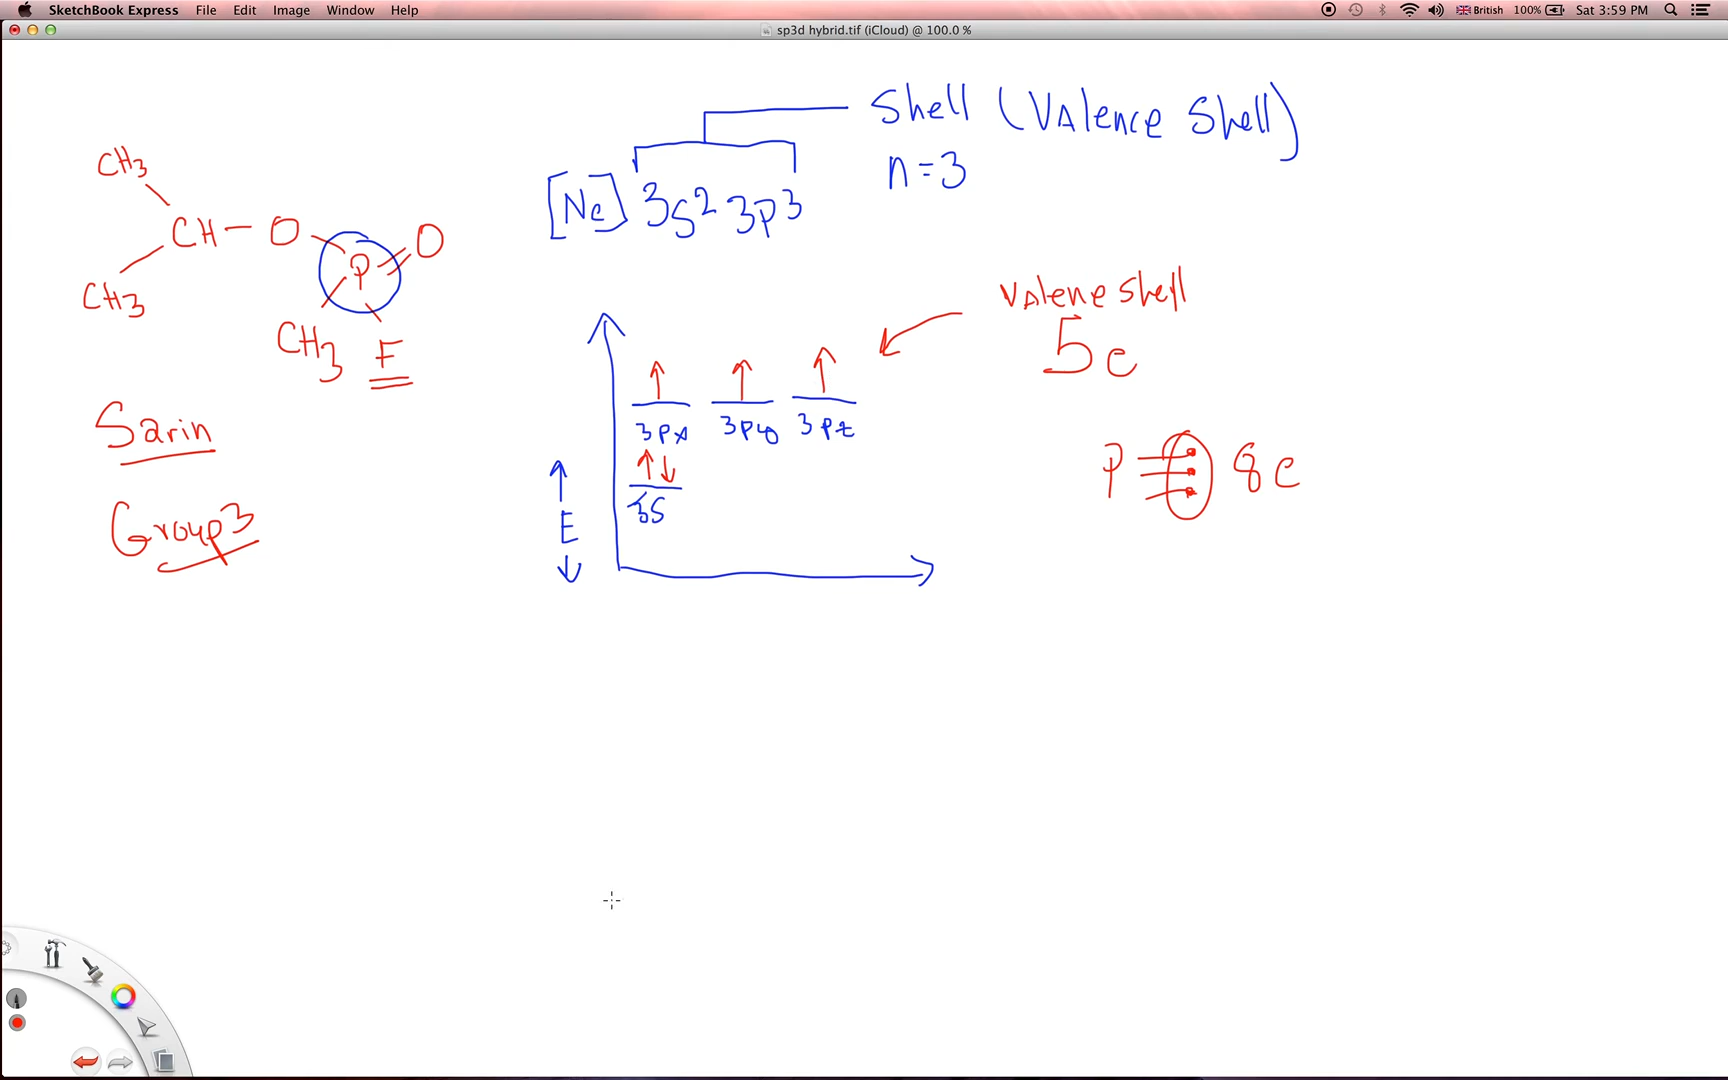 SketchBook Express File Edit Image Window Help
British 100% Sat 3:59 PM
sp3d hybrid.tif (iCloud) @ 100.0 %
Shell (Valence Shell)
n=3
[Ne] 3s2 3p3
CH3
CH O P O
CH3
CH3 F
Sarin
Group3
Valene shell
5e
3px 3py 3pz
3s
E
P 8e